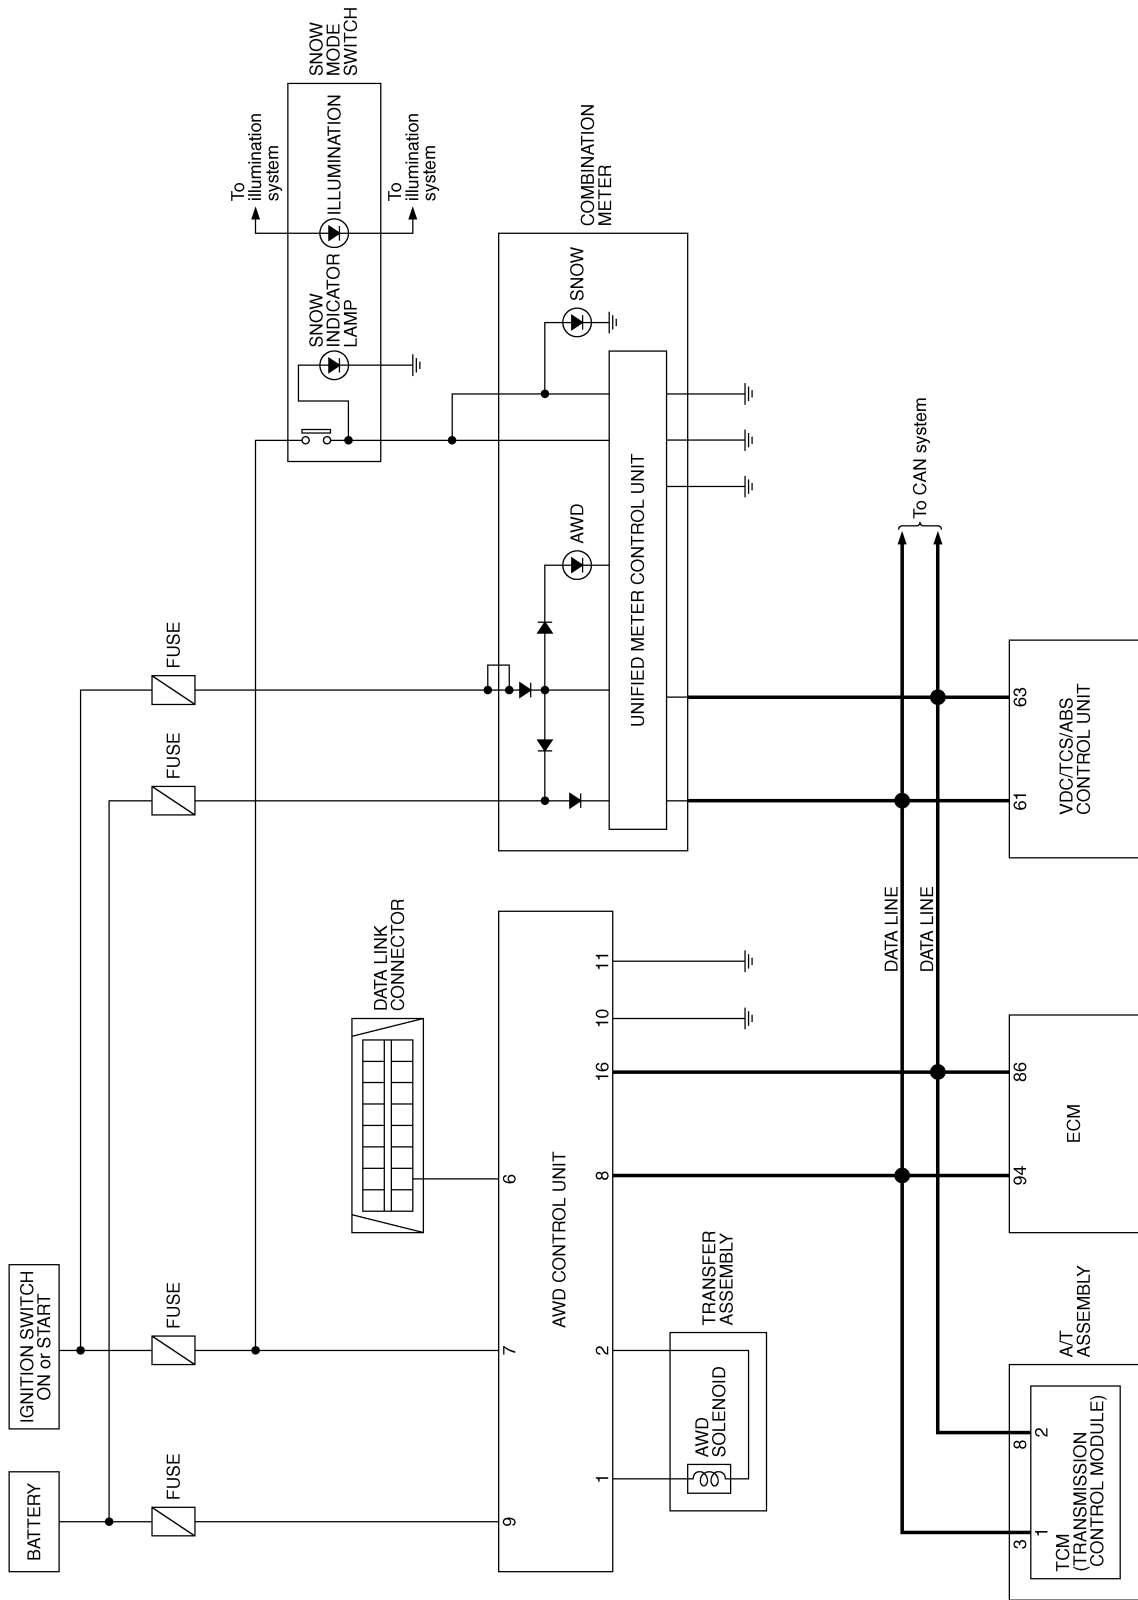 BATTERY
IGNITION SWITCH
ON or START
FUSE
FUSE
FUSE
FUSE
SNOW
MODE
SWITCH
To
illumination
system
ILLUMINATION
To
illumination
system
SNOW
INDICATOR
LAMP
DATA LINK
CONNECTOR
COMBINATION
METER
SNOW
AWD
UNIFIED METER CONTROL UNIT
9
7
6
AWD CONTROL UNIT
1
2
8
16
10
11
TRANSFER
ASSEMBLY
AWD
SOLENOID
DATA LINE
DATA LINE
To CAN system
A/T
ASSEMBLY
3
8
1
2
TCM
(TRANSMISSION
CONTROL MODULE)
94
86
ECM
61
63
VDC/TCS/ABS
CONTROL UNIT